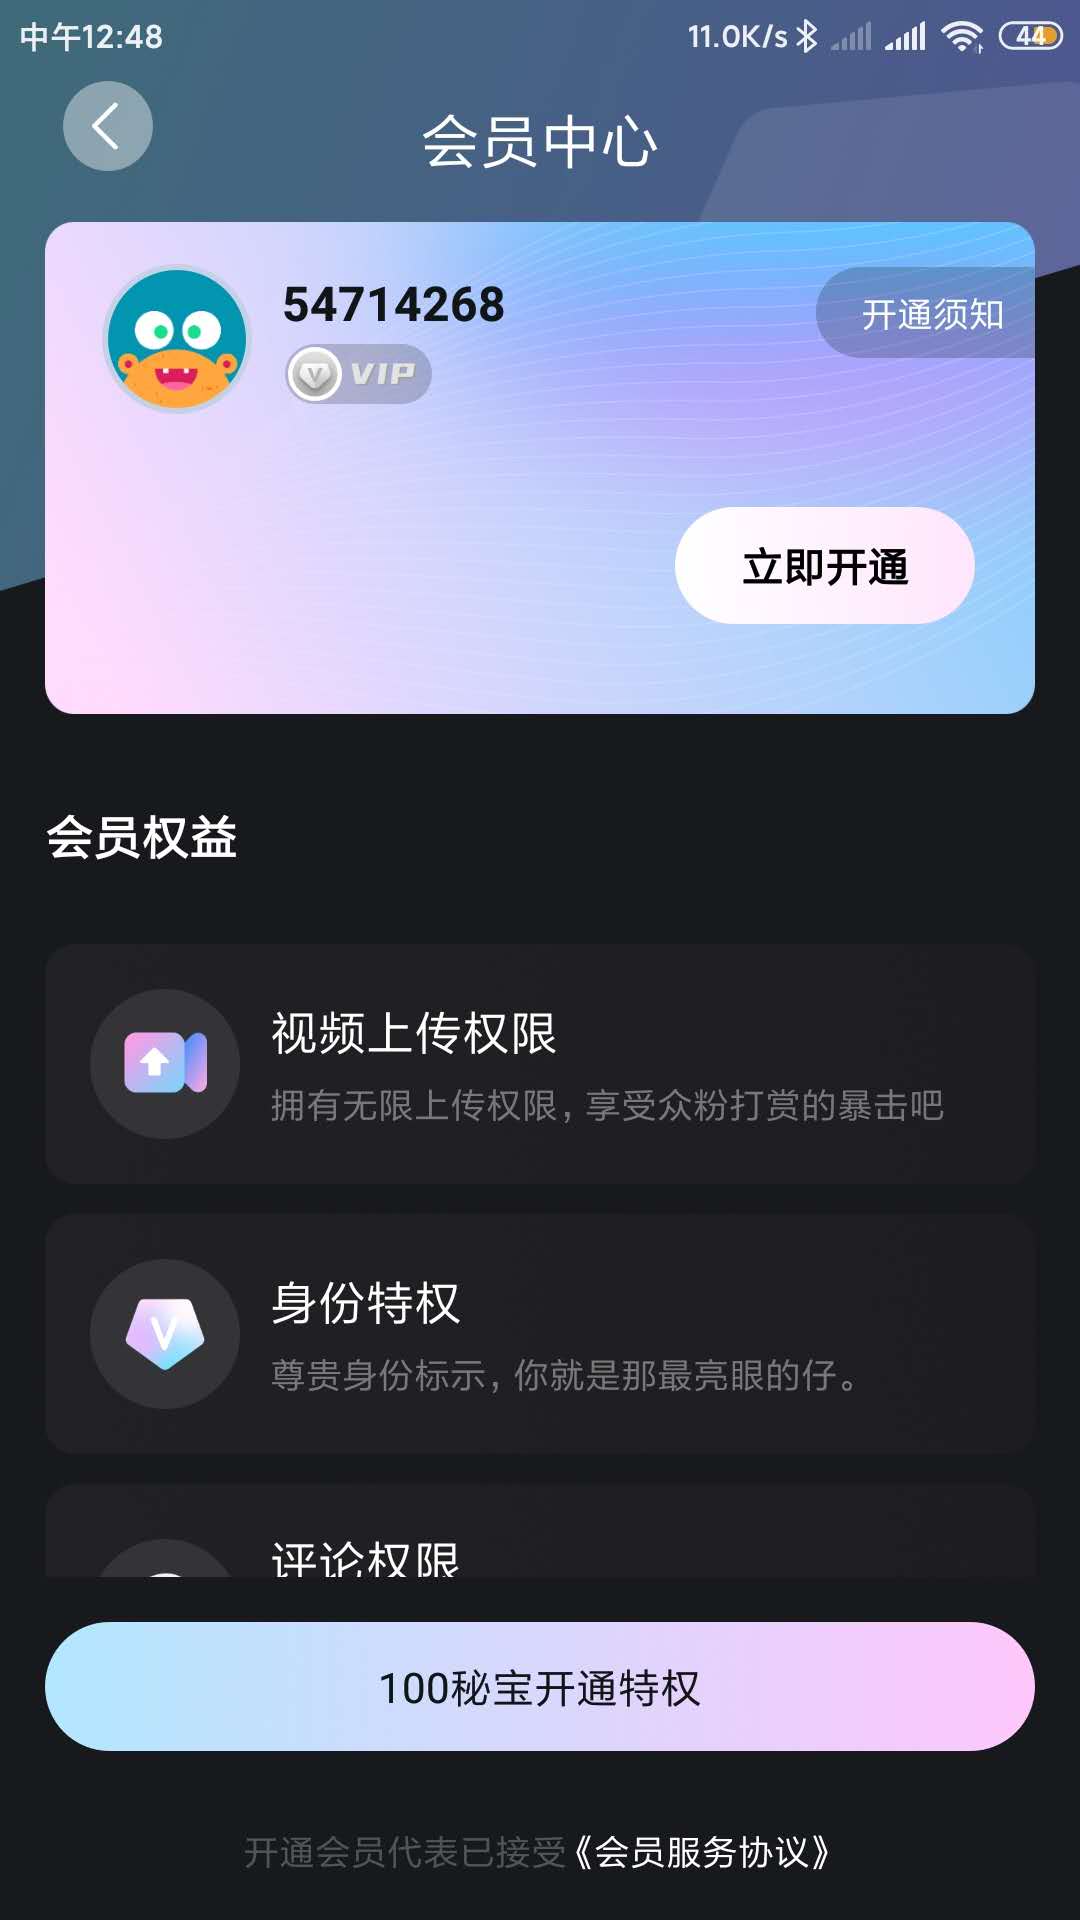 中午12:48
11.0K/s
44
会员中心
54714268
VIP
开通须知
立即开通
会员权益
视频上传权限
拥有无限上传权限，享受众粉打赏的暴击吧
身份特权
尊贵身份标示，你就是那最亮眼的仔。
评论权限
100秘宝开通特权
开通会员代表已接受《会员服务协议》